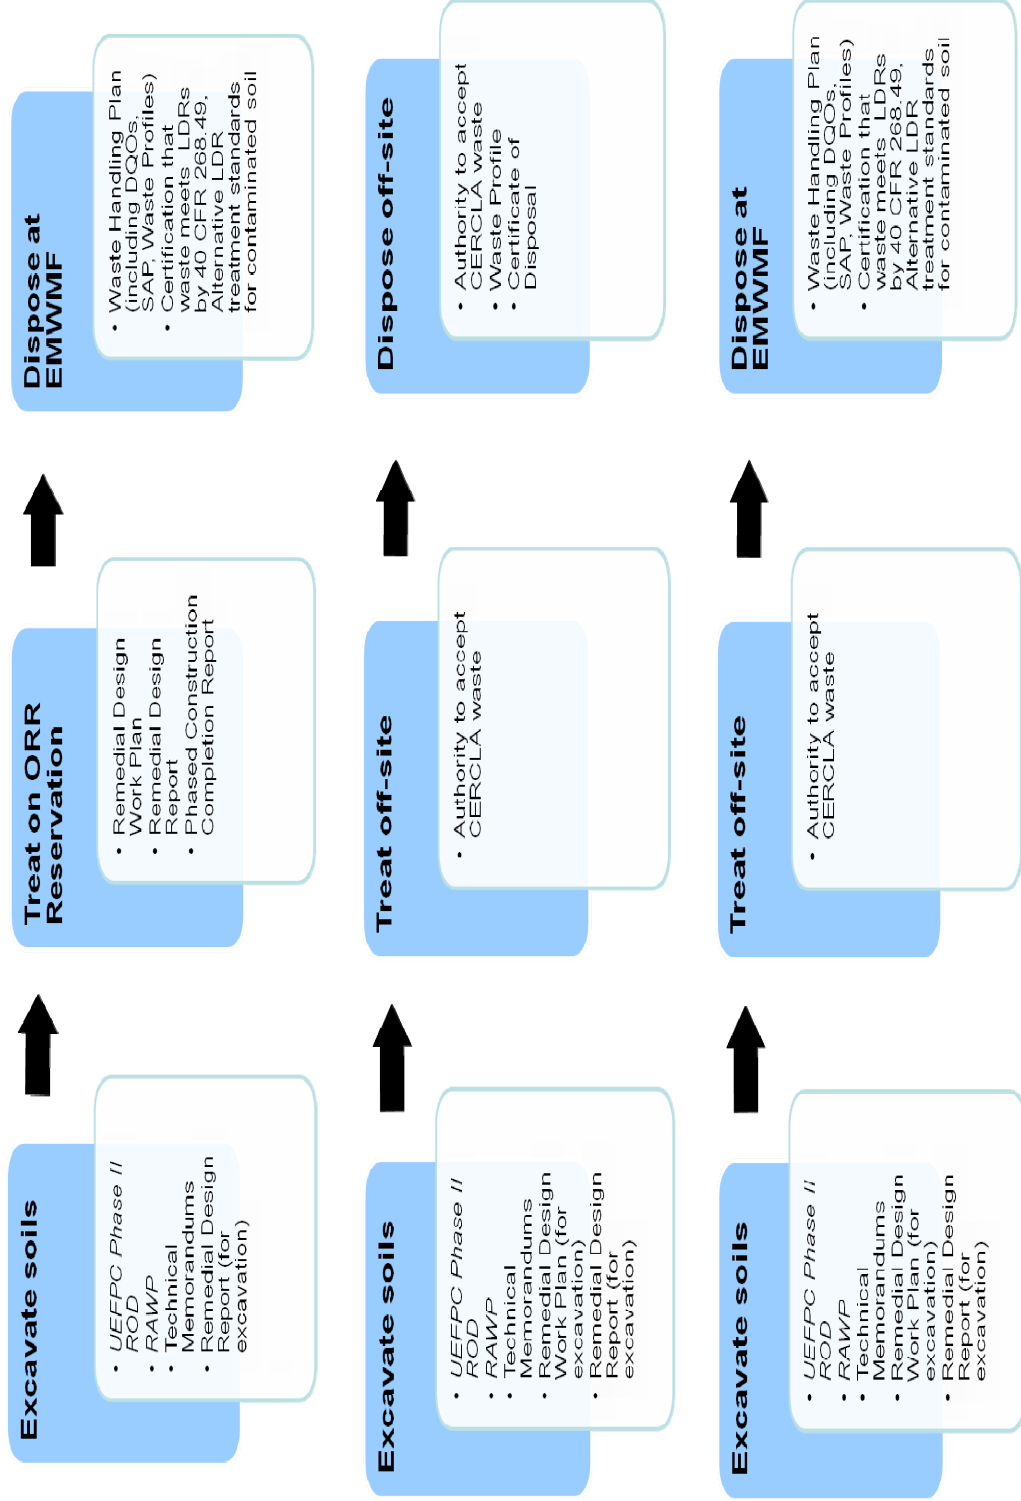 Excavate soils
• UEFPC Phase II
ROD
• RAWP
• Technical
Memorandums
• Remedial Design
Report (for
excavation)
Treat on ORR
Reservation
• Remedial Design
Work Plan
• Remedial Design
Report
• Phased Construction
Completion Report
Dispose at
EMWMF
• Waste Handling Plan
(including DQOs,
SAP, Waste Profiles)
• Certification that
waste meets LDRs
by 40 CFR 268.49,
Alternative LDR
treatment standards
for contaminated soil
Excavate soils
• UEFPC Phase II
ROD
• RAWP
• Technical
Memorandums
• Remedial Design
Work Plan (for
excavation)
• Remedial Design
Report (for
excavation)
Treat off-site
• Authority to accept
CERCLA waste
Dispose off-site
• Authority to accept
CERCLA waste
• Waste Profile
• Certificate of
Disposal
Excavate soils
• UEFPC Phase II
ROD
• RAWP
• Technical
Memorandums
• Remedial Design
Work Plan (for
excavation)
• Remedial Design
Report (for
excavation)
Treat off-site
• Authority to accept
CERCLA waste
Dispose at
EMWMF
• Waste Handling Plan
(including DQOs,
SAP, Waste Profiles)
• Certification that
waste meets LDRs
by 40 CFR 268.49,
Alternative LDR
treatment standards
for contaminated soil